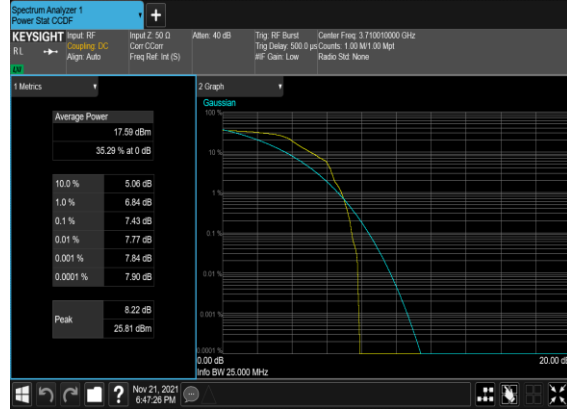 Spectrum Analyzer 1
Power Stat CCDF
+
KEYSIGHT
RL
Input: RF
Coupling: DC
Align: Auto
Input Z: 50 Ω
Corr CCorr
Freq Ref: Int (S)
Atten: 40 dB
Trig: RF Burst
Trig Delay: 500.0 µs
#IF Gain: Low
Center Freq: 3.710010000 GHz
Counts: 1.00 M/1.00 Mpt
Radio Std: None
1 Metrics
Average Power
17.59 dBm
35.29 % at 0 dB
10.0 % 5.06 dB
1.0 % 6.84 dB
0.1 % 7.43 dB
0.01 % 7.77 dB
0.001 % 7.84 dB
0.0001 % 7.90 dB
Peak
8.22 dB
25.81 dBm
2 Graph
Gaussian
100 %
10 %
1 %
0.1 %
0.01 %
0.001 %
0.0001 %
0.00 dB
20.00 dB
Info BW 25.000 MHz
?
Nov 21, 2021
6:47:26 PM